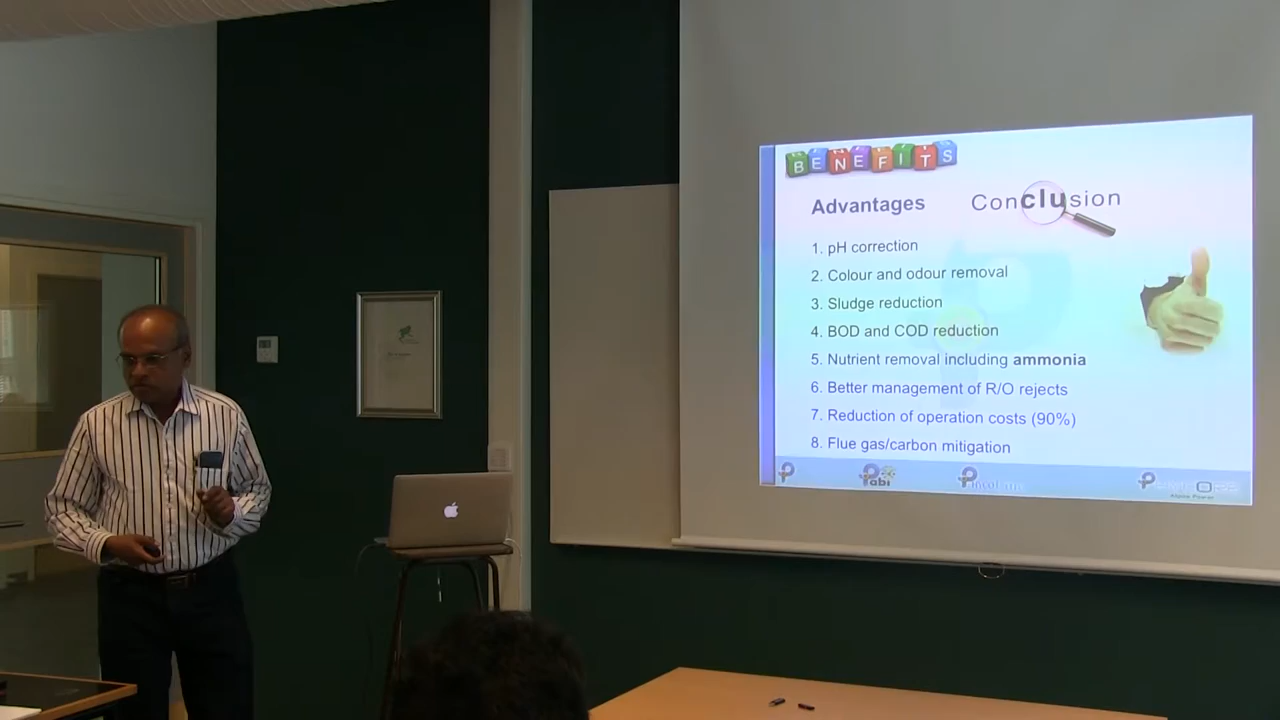 BENEFITS
Advantages
Conclusion
1. pH correction
2. Colour and odour removal
3. Sludge reduction
4. BOD and COD reduction
5. Nutrient removal including ammonia
6. Better management of R/O rejects
7. Reduction of operation costs (90%)
8. Flue gas/carbon mitigation